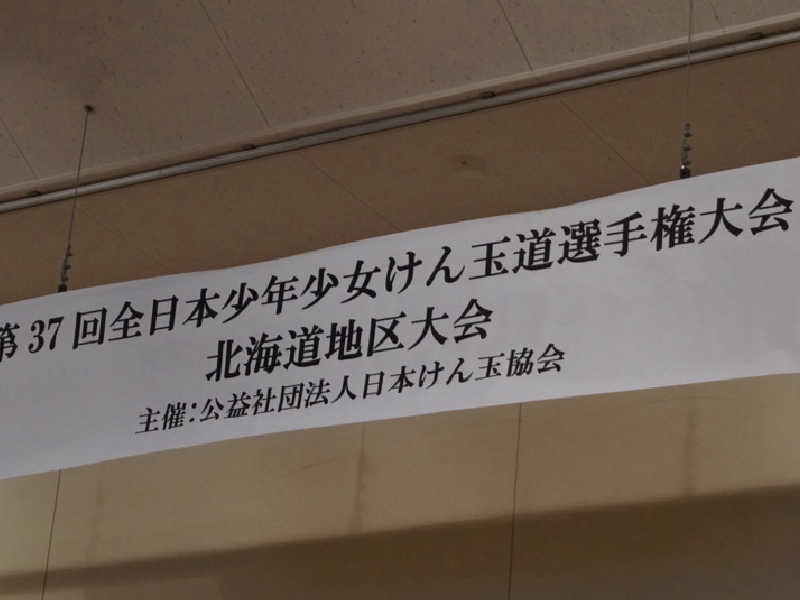 第37回全日本少年少女けん玉道選手権大会
北海道地区大会
主催：公益社団法人日本けん玉協会